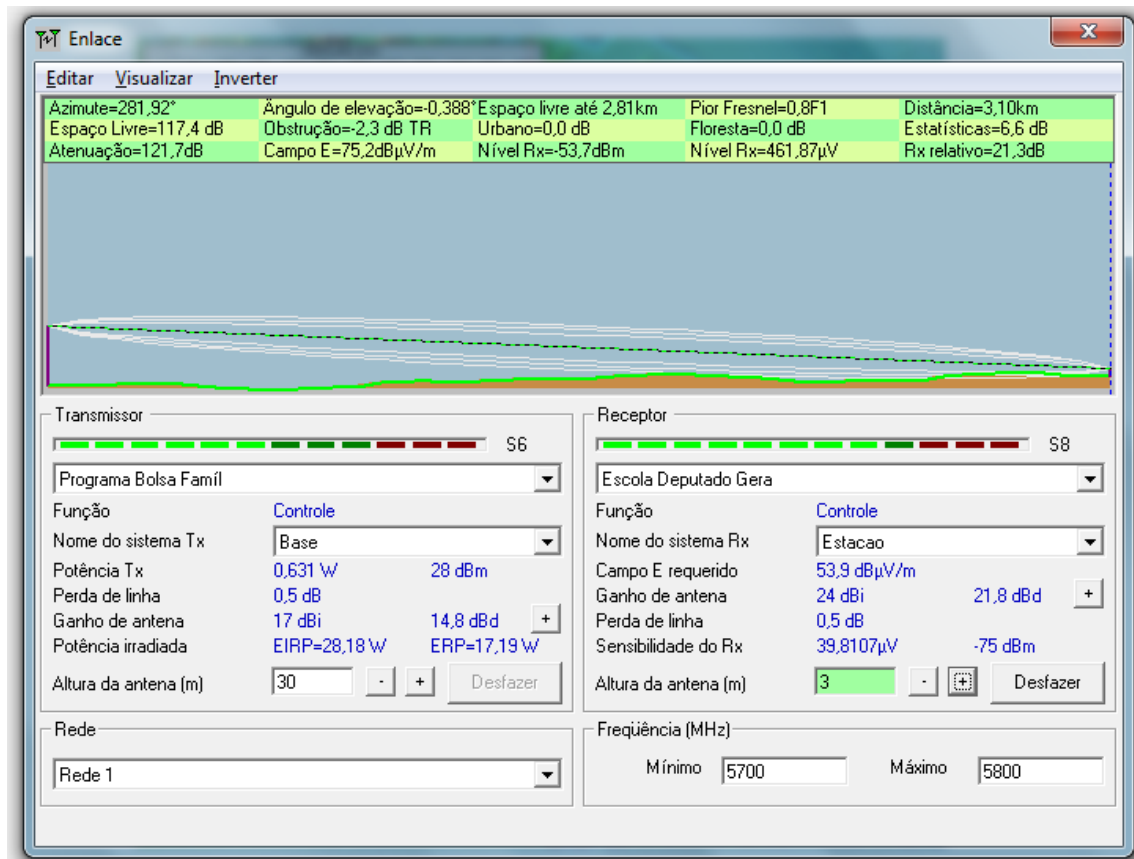 Enlace
Editar Visualizar Inverter
Azimute=281,92° Ângulo de elevação=-0,388° Espaço livre até 2,81km Pior Fresnel=0,8F1 Distância=3,10km
Espaço Livre=117,4 dB Obstrução=-2,3 dB TR Urbano=0,0 dB Floresta=0,0 dB Estatísticas=6,6 dB
Atenuação=121,7dB Campo E=75,2dBµV/m Nível Rx=-53,7dBm Nível Rx=461,87µV Rx relativo=21,3dB
Transmissor
S6
Programa Bolsa Famíl
Função Controle
Nome do sistema Tx Base
Potência Tx 0,631 W 28 dBm
Perda de linha 0,5 dB
Ganho de antena 17 dBi 14,8 dBd +
Potência irradiada EIRP=28,18 W ERP=17,19 W
Altura da antena (m) 30 - + Desfazer
Rede
Rede 1
Receptor
S8
Escola Deputado Gera
Função Controle
Nome do sistema Rx Estacao
Campo E requerido 53,9 dBµV/m
Ganho de antena 24 dBi 21,8 dBd +
Perda de linha 0,5 dB
Sensibilidade do Rx 39,8107µV -75 dBm
Altura da antena (m) 3 - + Desfazer
Freqüência (MHz)
Mínimo 5700 Máximo 5800